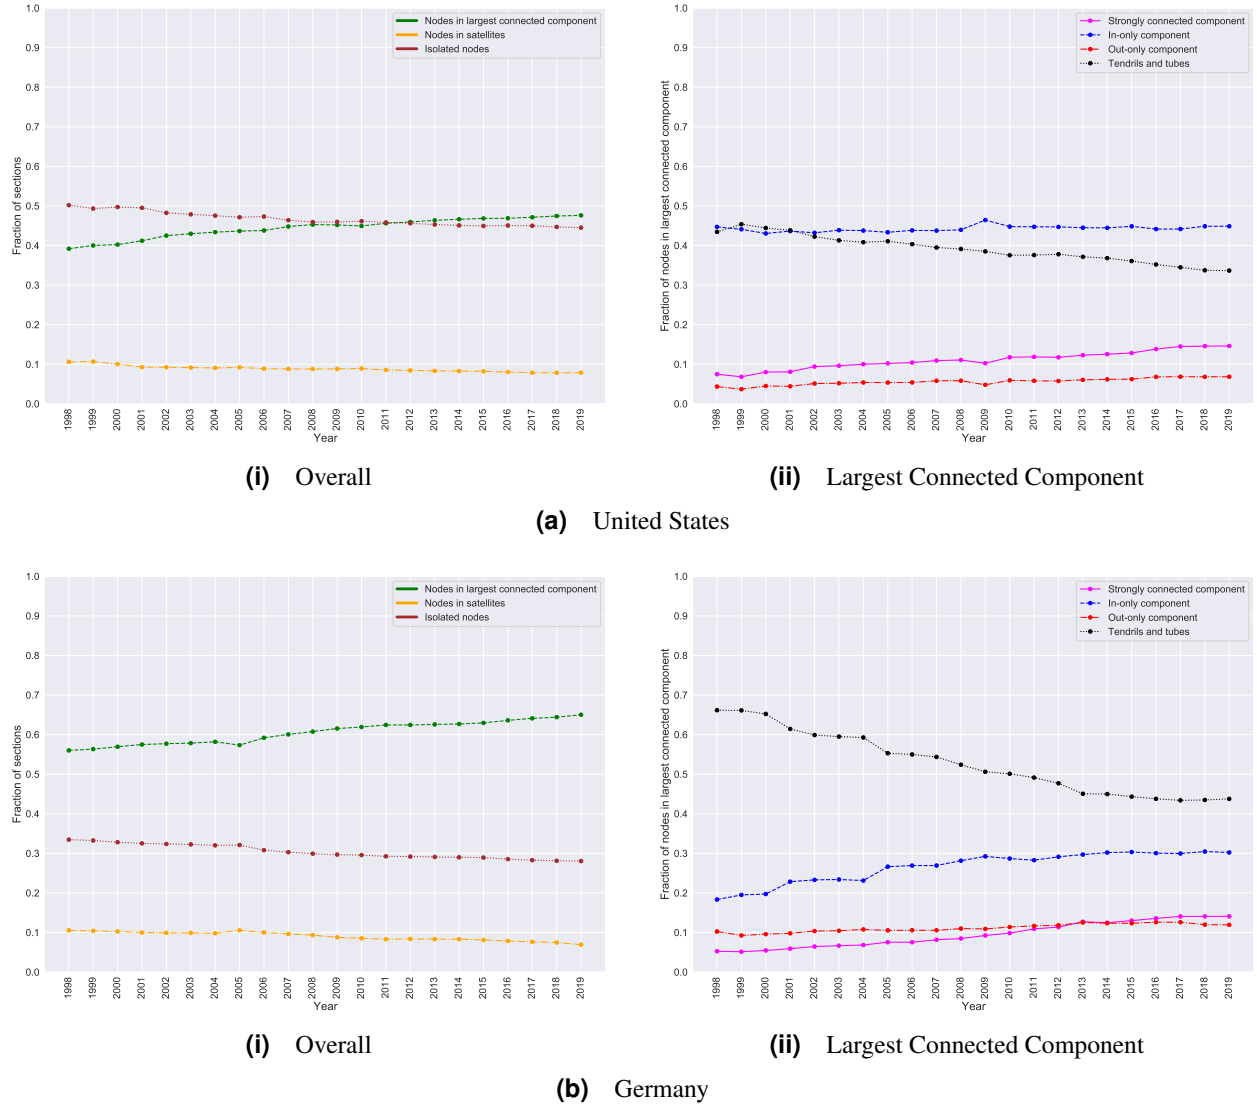 1.0
0.9
0.8
0.7
0.6
0.5
0.4
0.3
0.2
0.1
0.0
Fraction of sections
Nodes in largest connected component
Nodes in satellites
Isolated nodes
1998 1999 2000 2001 2002 2003 2004 2005 2006 2007 2008 2009 2010 2011 2012 2013 2014 2015 2016 2017 2018 2019
Year
(i) Overall
1.0
0.9
0.8
0.7
0.6
0.5
0.4
0.3
0.2
0.1
0.0
Fraction of nodes in largest connected component
Strongly connected component
In-only component
Out-only component
Tendrils and tubes
1998 1999 2000 2001 2002 2003 2004 2005 2006 2007 2008 2009 2010 2011 2012 2013 2014 2015 2016 2017 2018 2019
Year
(ii) Largest Connected Component
(a) United States
1.0
0.9
0.8
0.7
0.6
0.5
0.4
0.3
0.2
0.1
0.0
Fraction of sections
Nodes in largest connected component
Nodes in satellites
Isolated nodes
1998 1999 2000 2001 2002 2003 2004 2005 2006 2007 2008 2009 2010 2011 2012 2013 2014 2015 2016 2017 2018 2019
Year
(i) Overall
1.0
0.9
0.8
0.7
0.6
0.5
0.4
0.3
0.2
0.1
0.0
Fraction of nodes in largest connected component
Strongly connected component
In-only component
Out-only component
Tendrils and tubes
1998 1999 2000 2001 2002 2003 2004 2005 2006 2007 2008 2009 2010 2011 2012 2013 2014 2015 2016 2017 2018 2019
Year
(ii) Largest Connected Component
(b) Germany